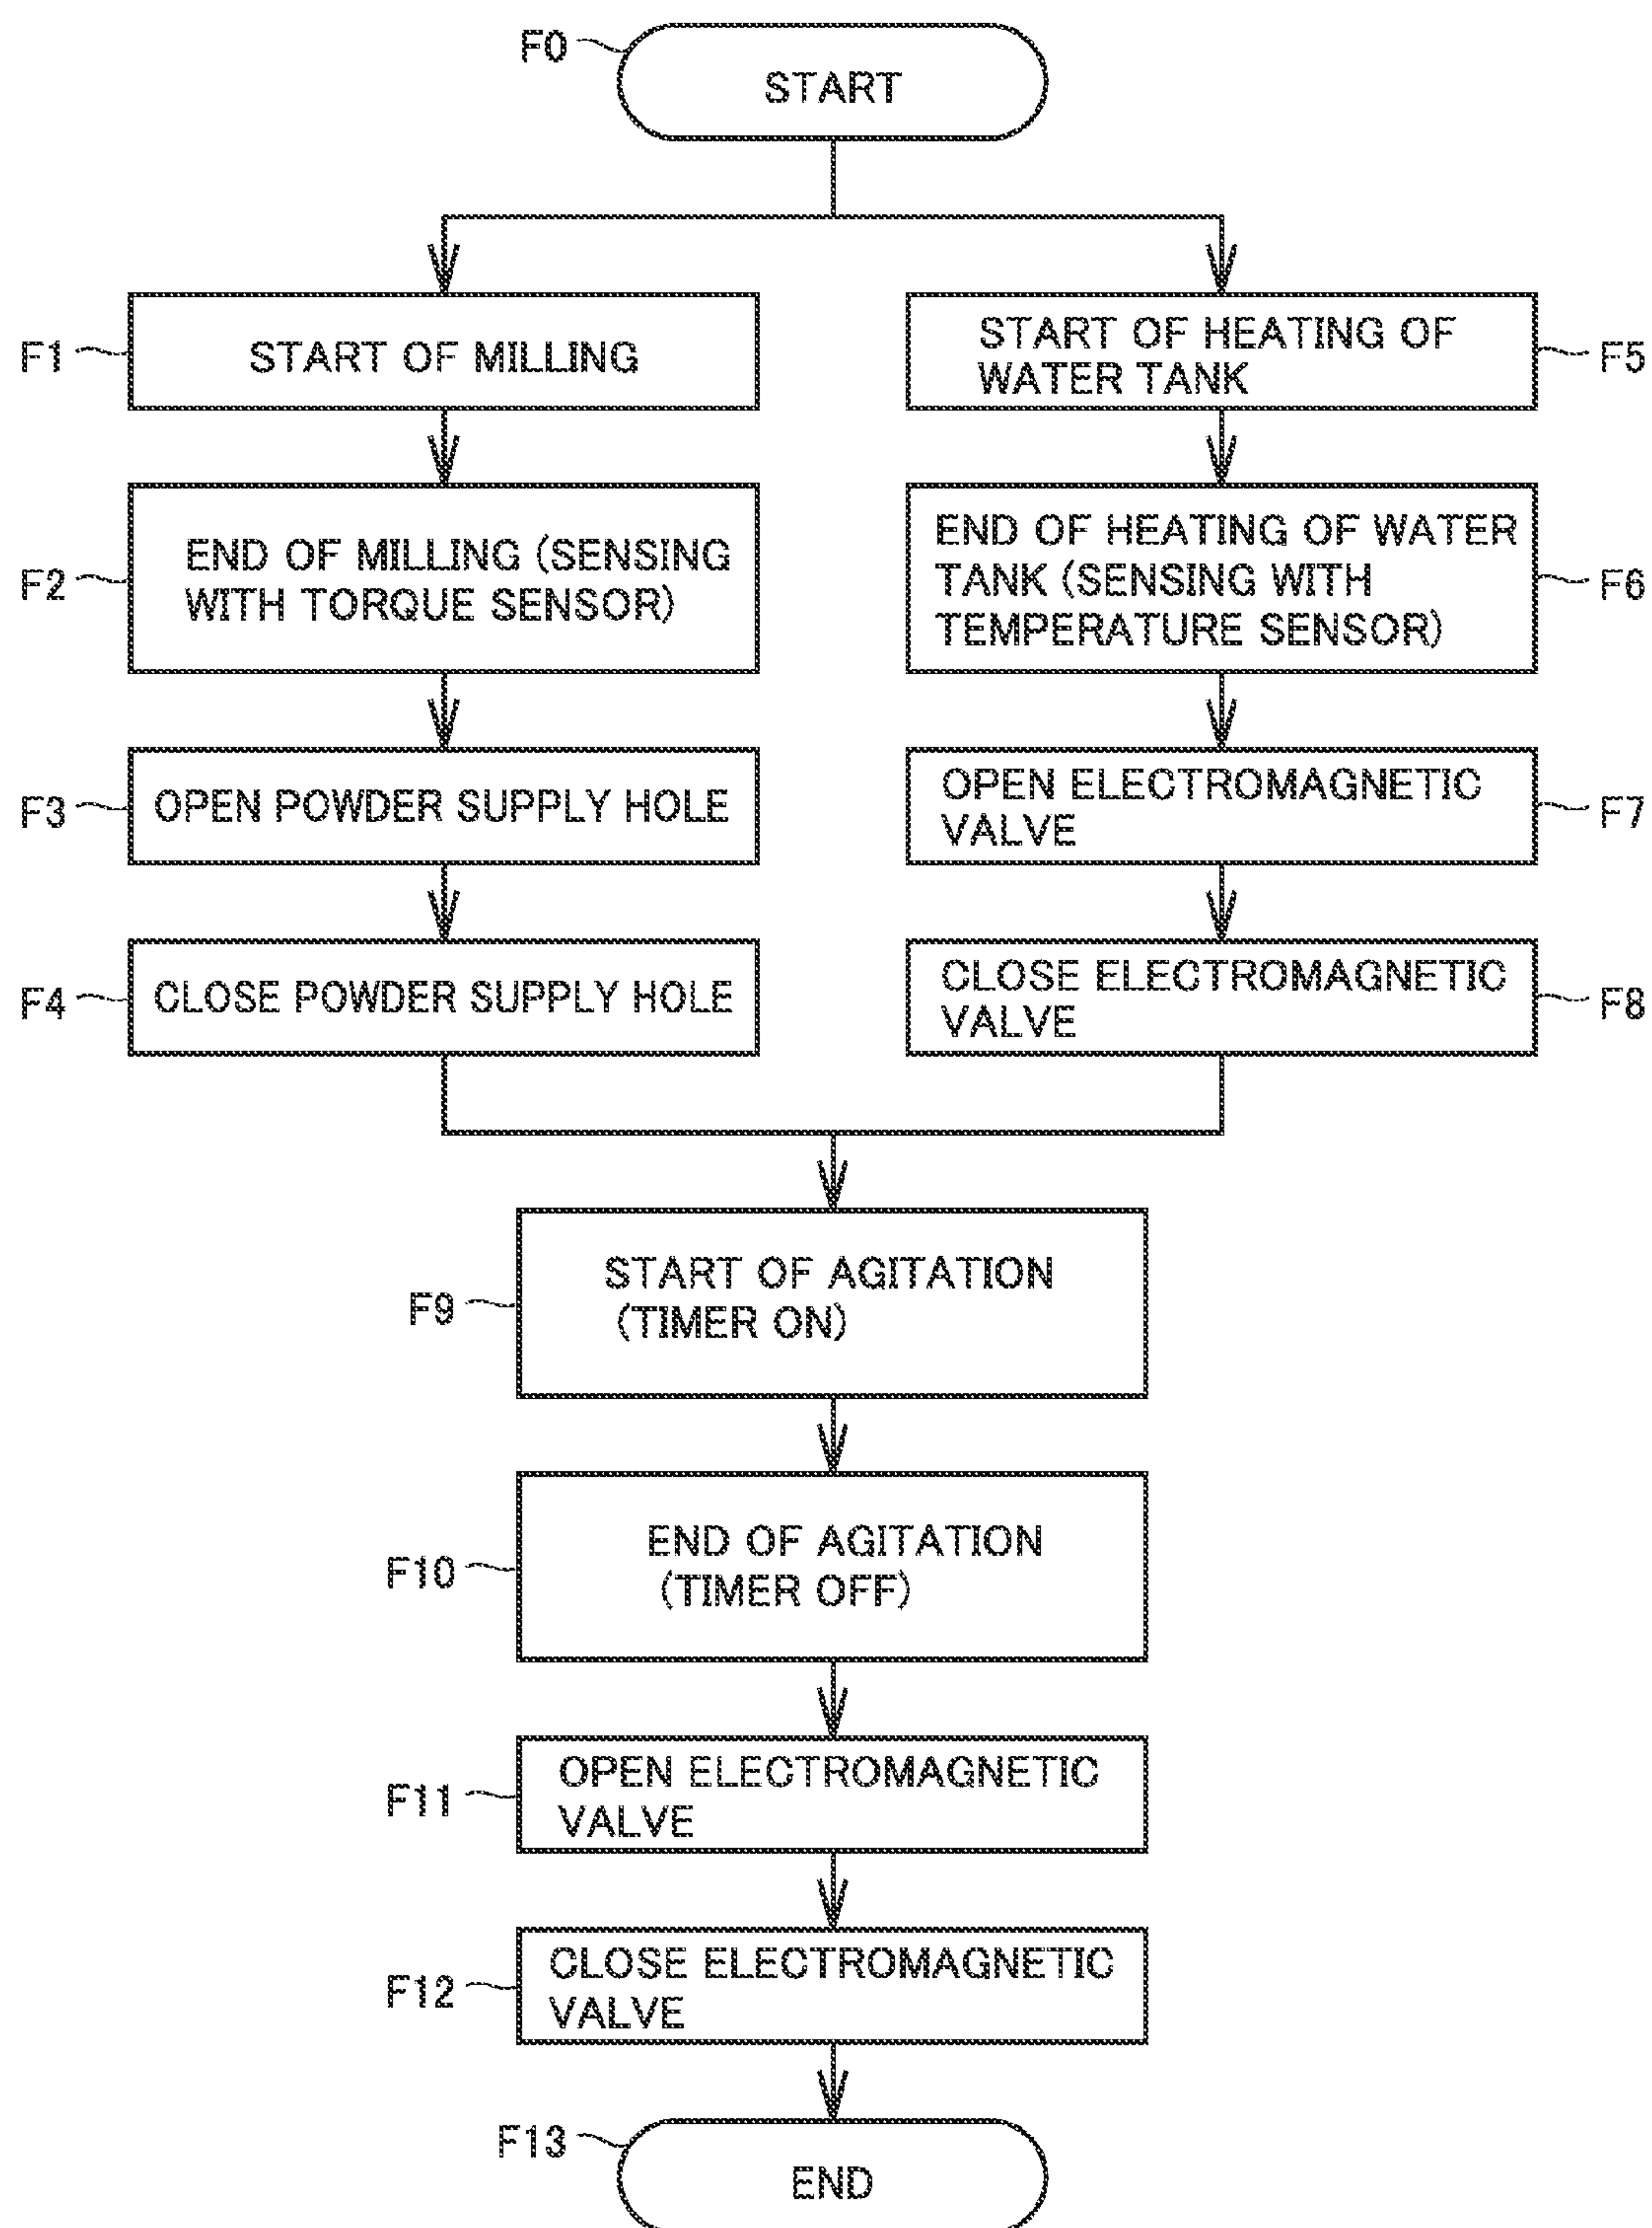 F0
START
F1
START OF MILLING
START OF HEATING OF
WATER TANK
F5
F2
END OF MILLING (SENSING
WITH TORQUE SENSOR)
END OF HEATING OF WATER
TANK (SENSING WITH
TEMPERATURE SENSOR)
F6
F3
OPEN POWDER SUPPLY HOLE
OPEN ELECTROMAGNETIC
VALVE
F7
F4
CLOSE POWDER SUPPLY HOLE
CLOSE ELECTROMAGNETIC
VALVE
F8
F9
START OF AGITATION
(TIMER ON)
F10
END OF AGITATION
(TIMER OFF)
F11
OPEN ELECTROMAGNETIC
VALVE
F12
CLOSE ELECTROMAGNETIC
VALVE
F13
END